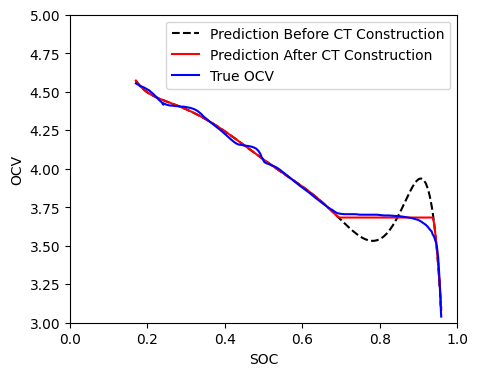 Prediction Before CT Construction
Prediction After CT Construction
True OCV
5.00
4.75
4.50
4.25
4.00
3.75
3.50
3.25
3.00
OCV
0.0 0.2 0.4 0.6 0.8 1.0
SOC